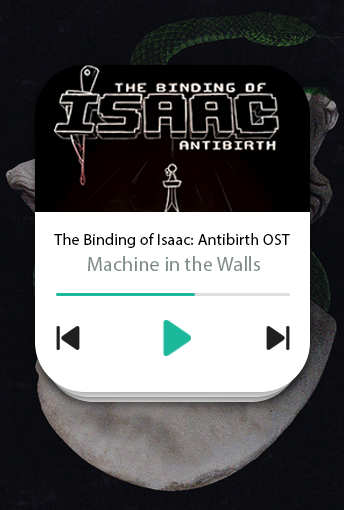 THE BINDING OF
ISAAC
ANTIBIRTH
The Binding of Isaac: Antibirth OST
Machine in the Walls